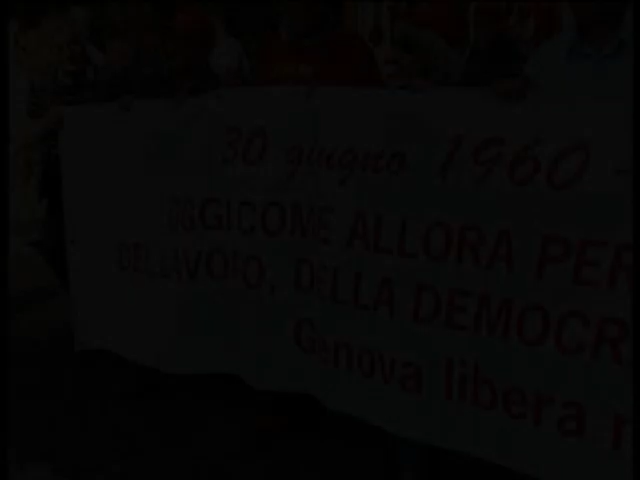 30 giugno 1960 -
OGGI COME ALLORA PER
DEL LAVORO, DELLA DEMOCR
Genova libera r